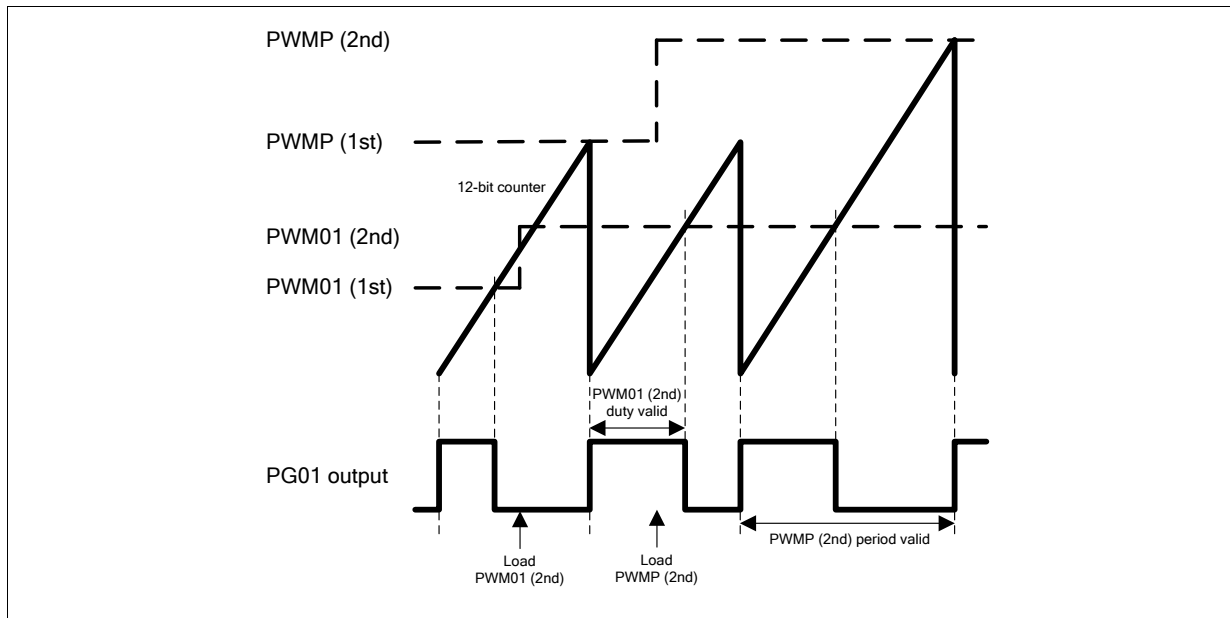 PWMP (2nd)
PWMP (1st)
12-bit counter
PWM01 (2nd)
PWM01 (1st)
PWM01 (2nd)
duty valid
PG01 output
PWMP (2nd) period valid
Load
PWM01 (2nd)
Load
PWMP (2nd)